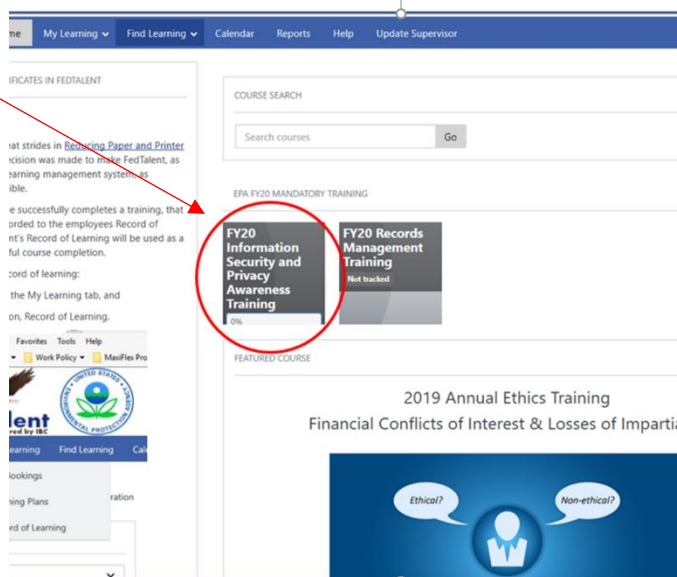 My Learning
Find Learning
Calendar
Reports
Help
Update Supervisor
IFICATES IN FEDTALENT
at strides in Reducing Paper and Printer
ecision was made to make FedTalent, as
earning management system, as
ible.
e successfully completes a training, that
orded to the employees Record of
nt's Record of Learning will be used as a
ful course completion.
cord of learning:
the My Learning tab, and
on, Record of Learning.
Favorites Tools Help
Work Policy
MaxiFlex Pro
UNITED STATES
lent
red by IBC
earning
Find Learning
Cal
Bookings
ning Plans
ration
rd of Learning
COURSE SEARCH
Search courses
Go
EPA FY20 MANDATORY TRAINING
FY20
Information
Security and
Privacy
Awareness
Training
0%
FY20 Records
Management
Training
Not tracked
FEATURED COURSE
2019 Annual Ethics Training
Financial Conflicts of Interest & Losses of Impartia
Ethical?
Non-ethical?